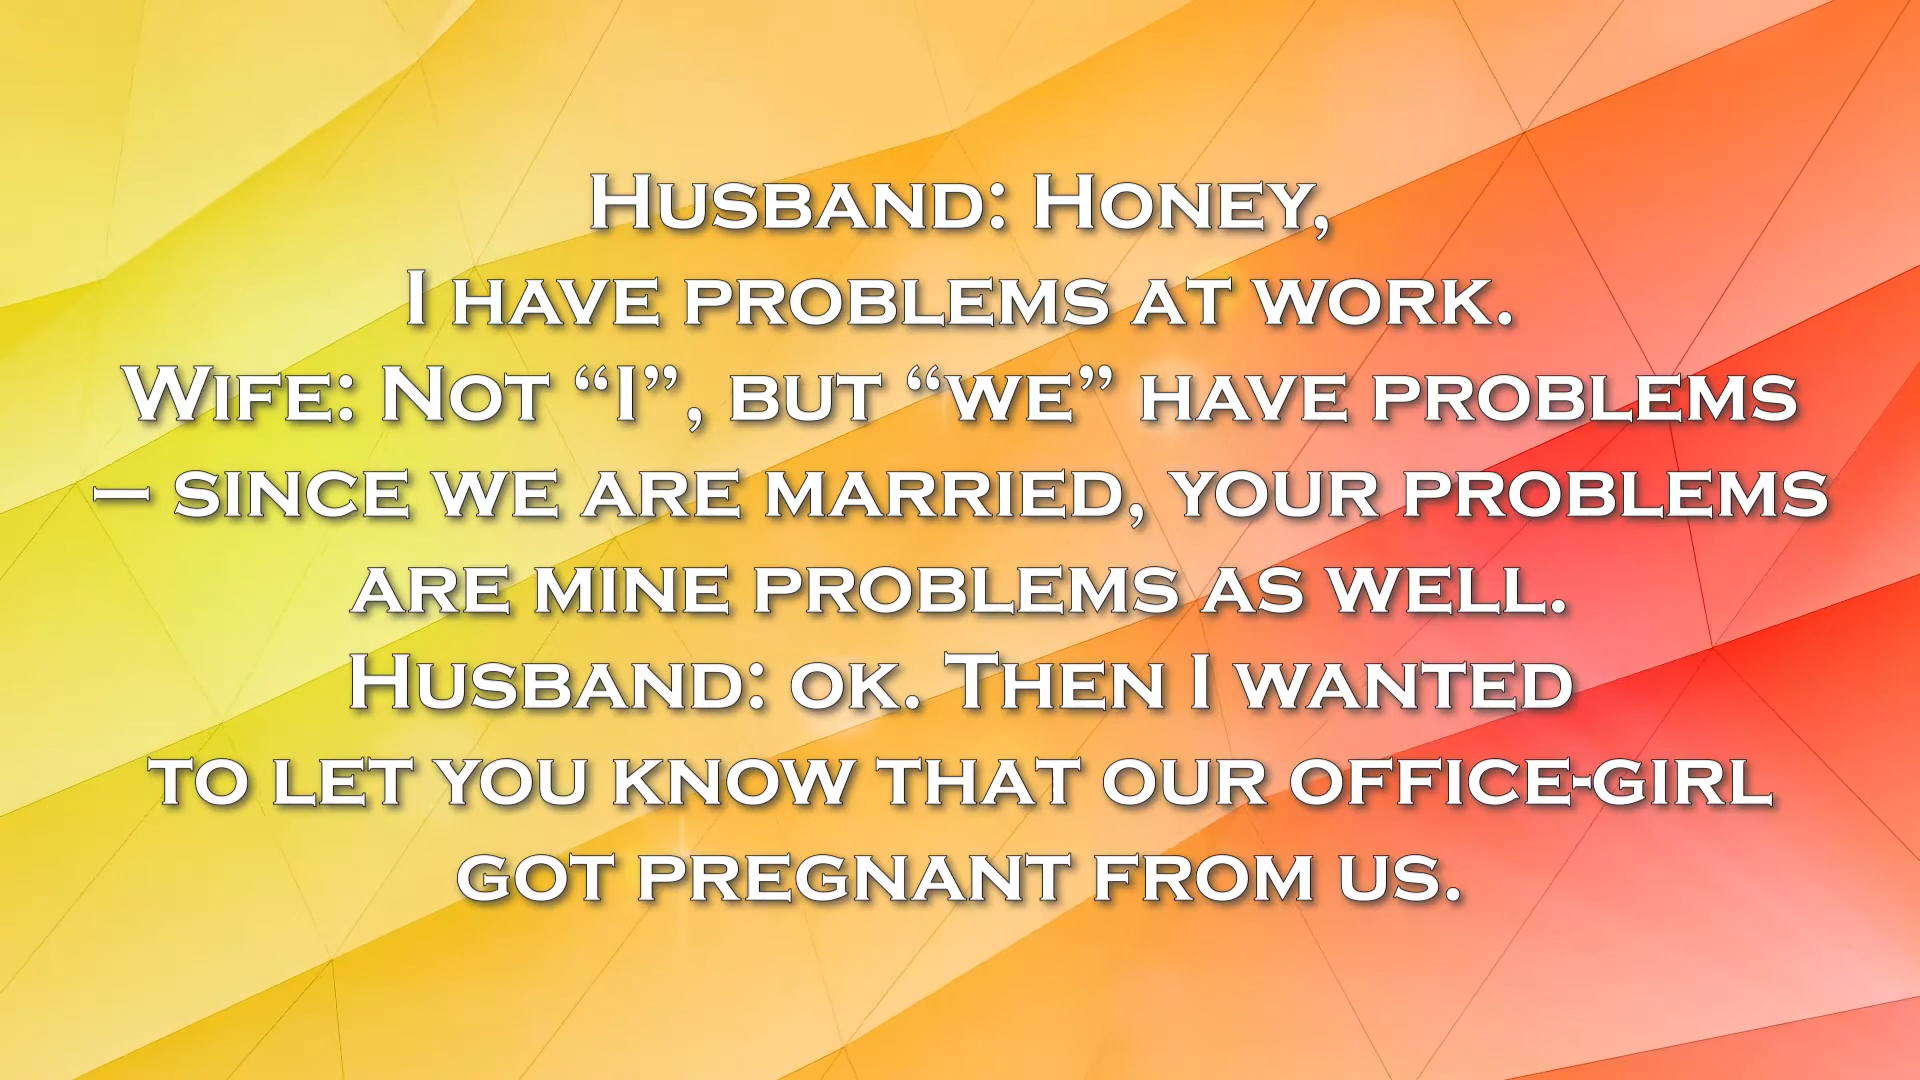 Husband: Honey,
I have problems at work.
Wife: Not “I”, but “we” have problems
– since we are married, your problems
are mine problems as well.
Husband: ok. Then I wanted
to let you know that our office-girl
got pregnant from us.